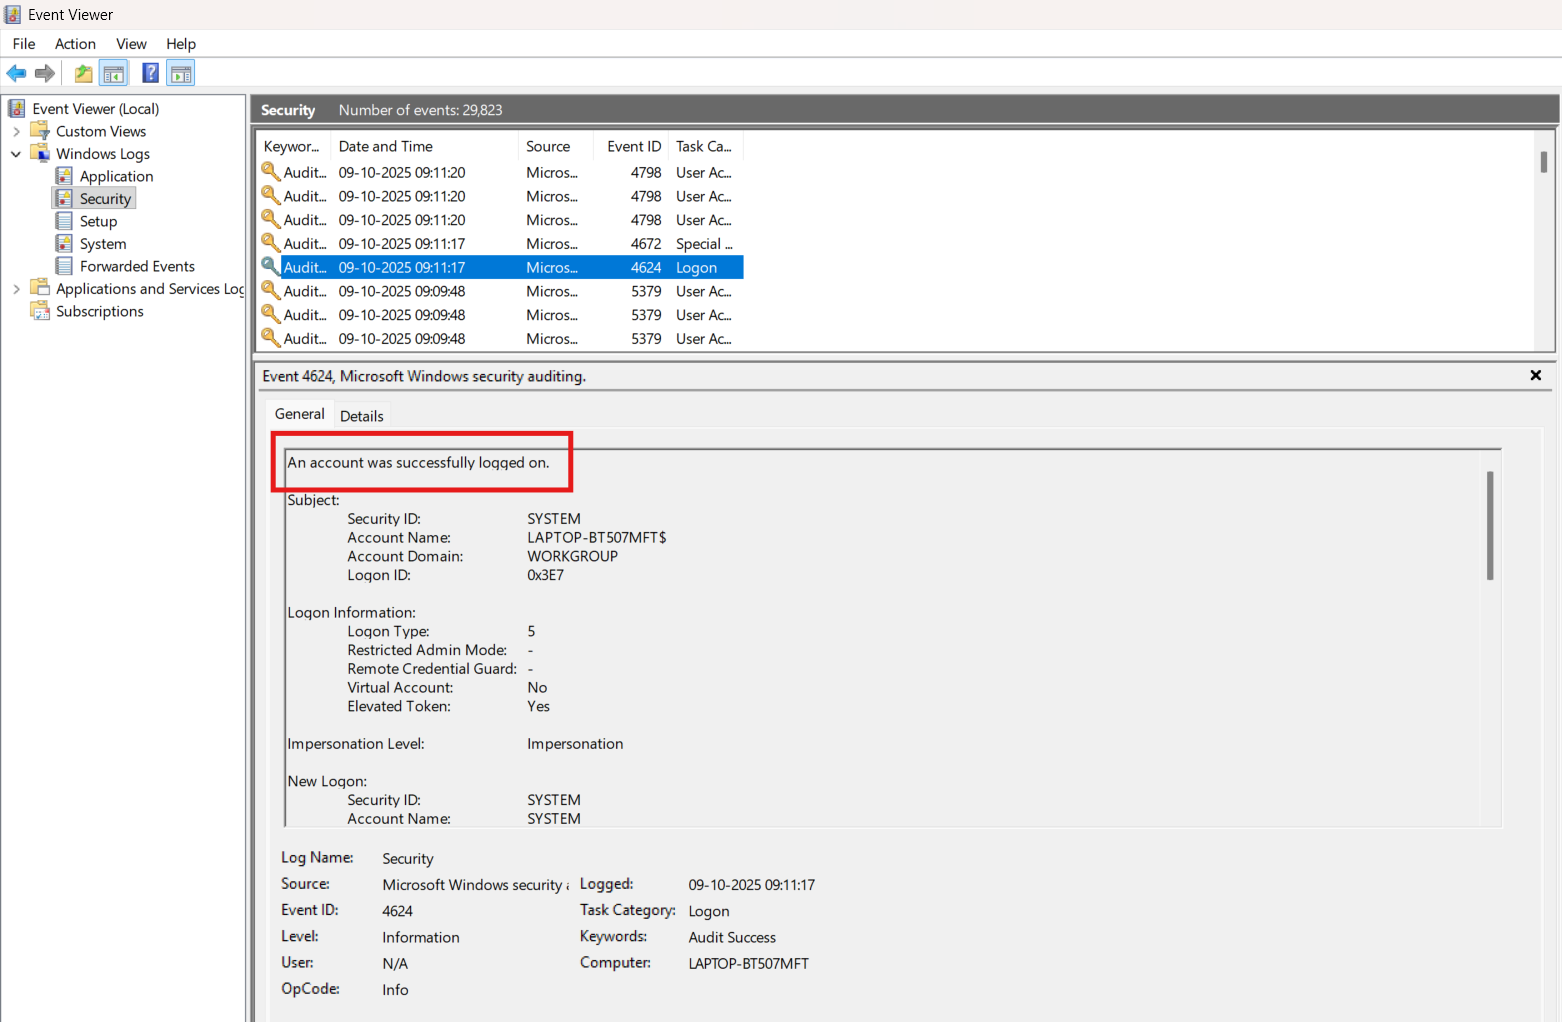 Event Viewer
File Action View Help
Event Viewer (Local)
Custom Views
Windows Logs
Application
Security
Setup
System
Forwarded Events
Applications and Services Log
Subscriptions
Security Number of events: 29,823
Keywor... Date and Time Source Event ID Task Ca...
Audit... 09-10-2025 09:11:20 Micros... 4798 User Ac...
Audit... 09-10-2025 09:11:20 Micros... 4798 User Ac...
Audit... 09-10-2025 09:11:20 Micros... 4798 User Ac...
Audit... 09-10-2025 09:11:17 Micros... 4672 Special ...
Audit... 09-10-2025 09:11:17 Micros... 4624 Logon
Audit... 09-10-2025 09:09:48 Micros... 5379 User Ac...
Audit... 09-10-2025 09:09:48 Micros... 5379 User Ac...
Audit... 09-10-2025 09:09:48 Micros... 5379 User Ac...
Event 4624, Microsoft Windows security auditing.
General Details
An account was successfully logged on.
Subject:
Security ID: SYSTEM
Account Name: LAPTOP-BT507MFT$
Account Domain: WORKGROUP
Logon ID: 0x3E7
Logon Information:
Logon Type: 5
Restricted Admin Mode: -
Remote Credential Guard: -
Virtual Account: No
Elevated Token: Yes
Impersonation Level: Impersonation
New Logon:
Security ID: SYSTEM
Account Name: SYSTEM
Log Name: Security
Source: Microsoft Windows security Logged: 09-10-2025 09:11:17
Event ID: 4624 Task Category: Logon
Level: Information Keywords: Audit Success
User: N/A Computer: LAPTOP-BT507MFT
OpCode: Info